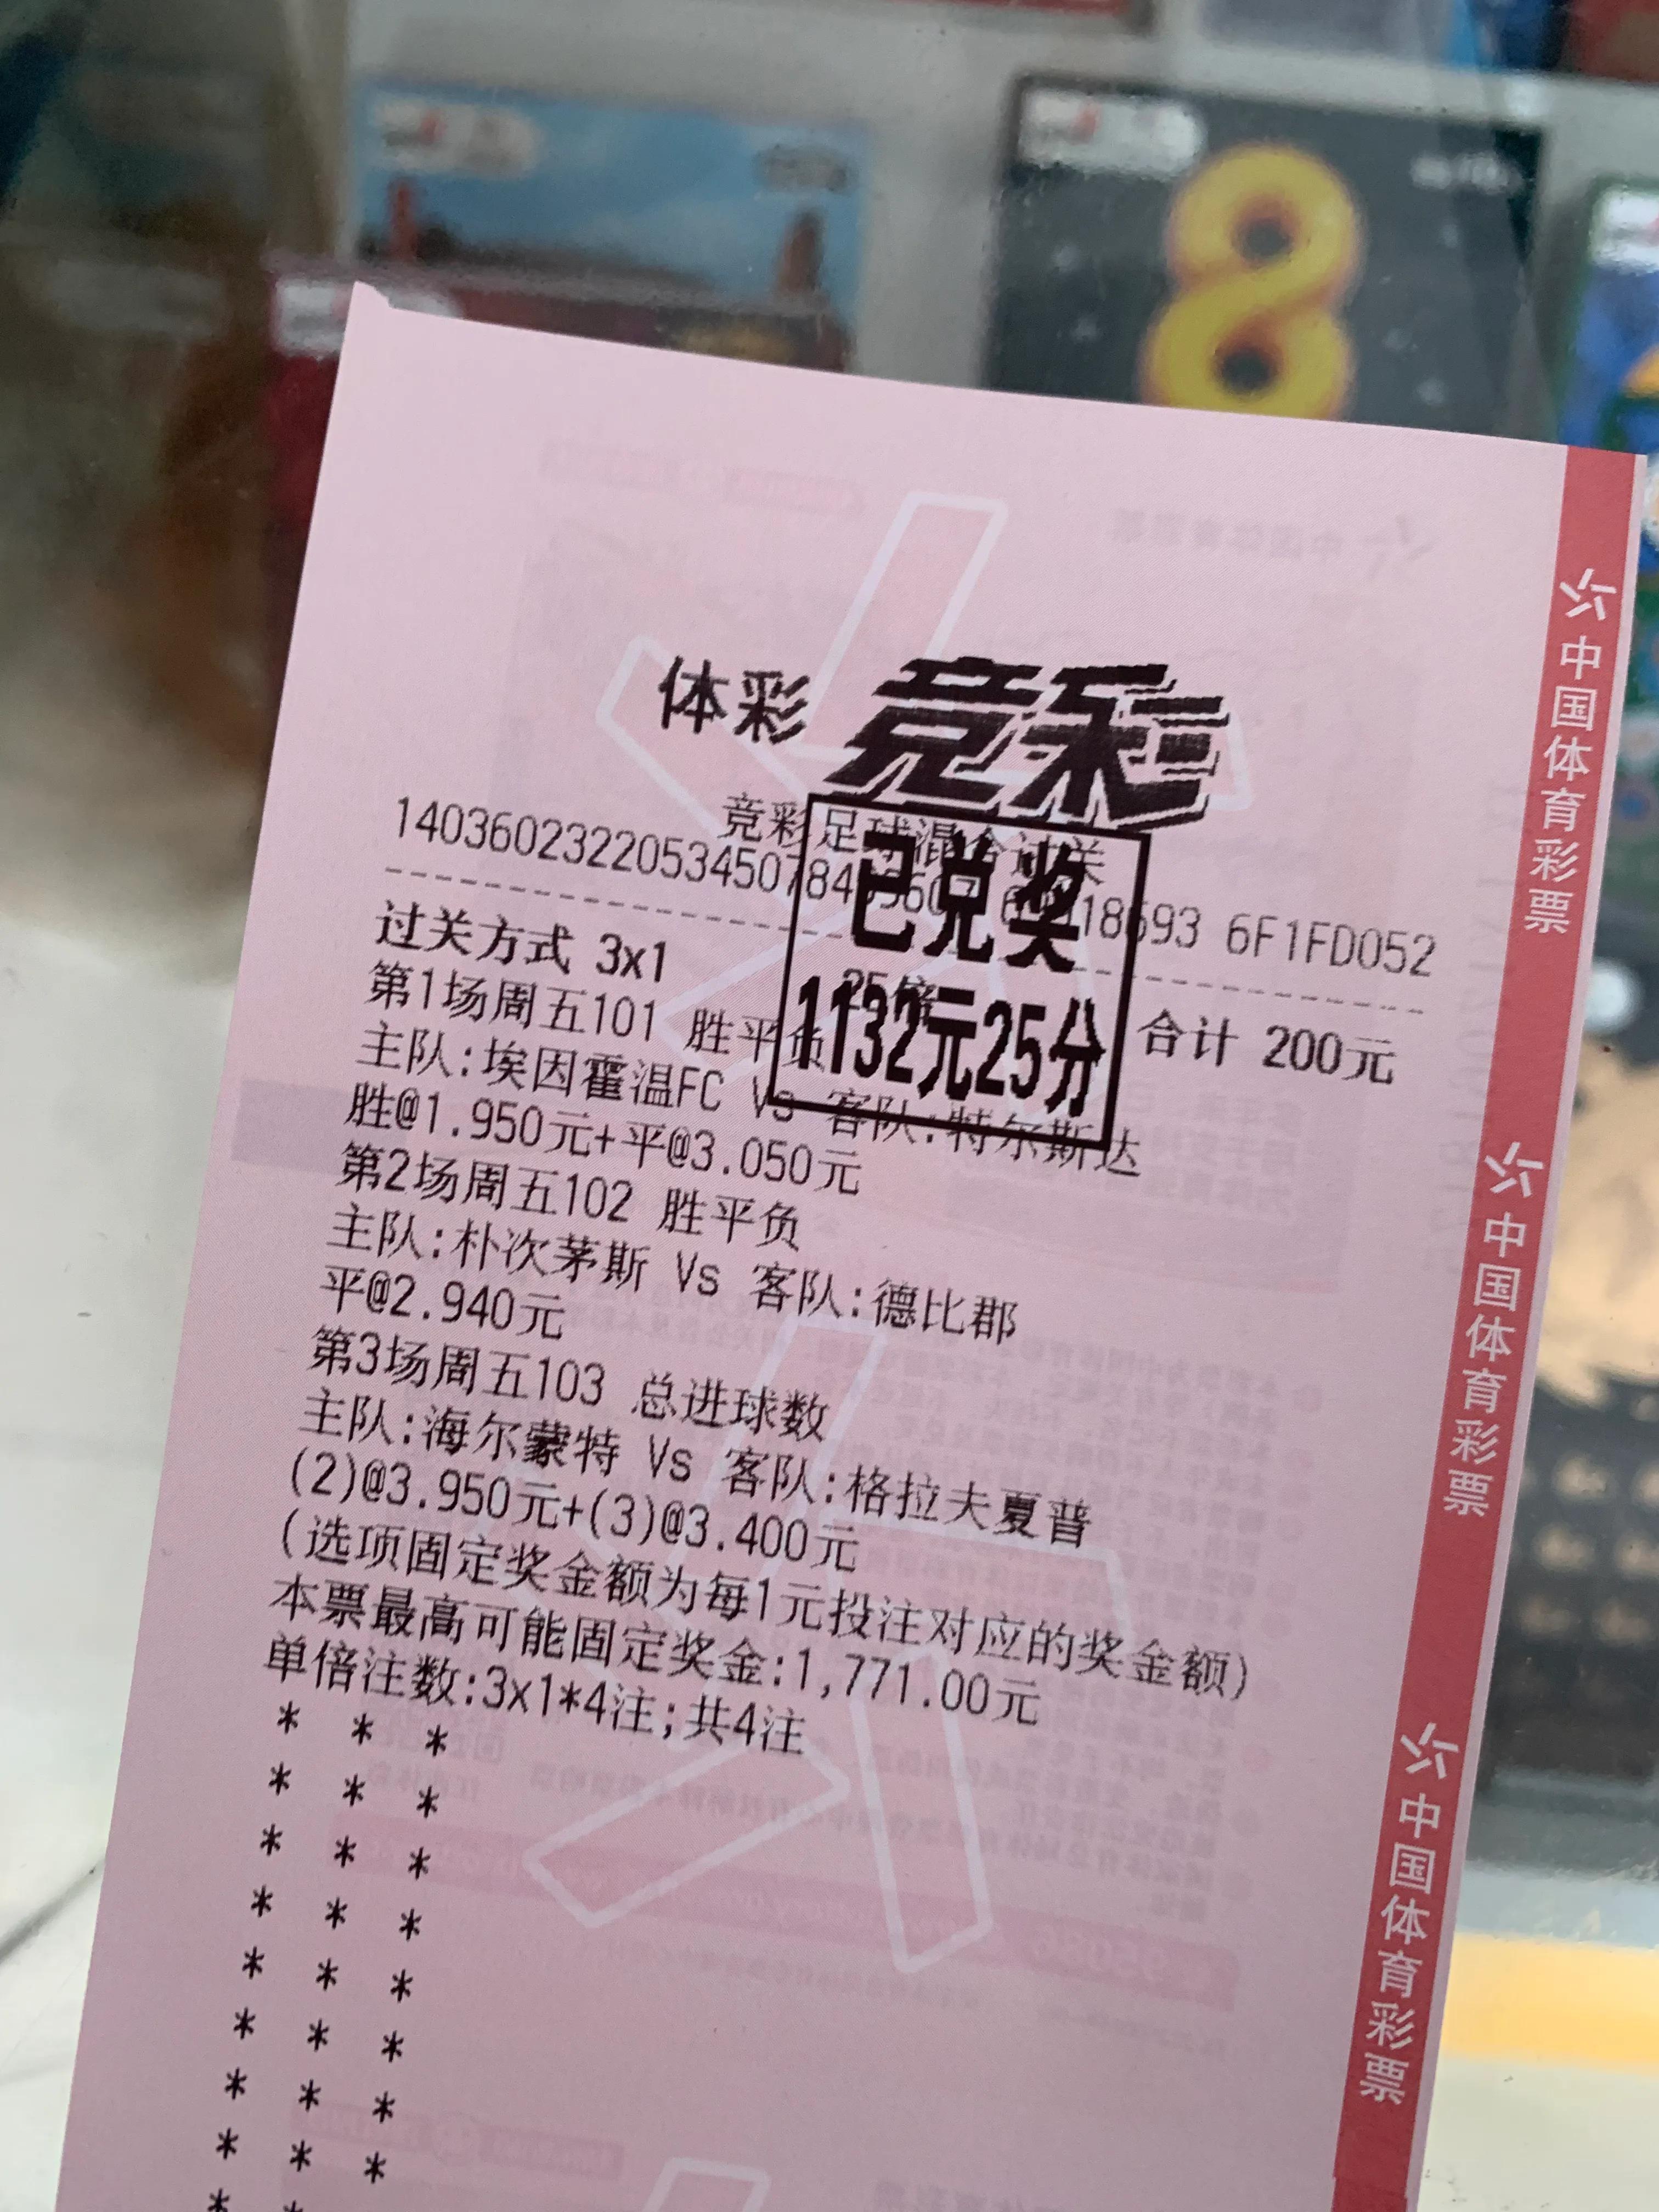 体彩 竞彩
竞彩足球混合过关
6F1FD052
已兑奖
1132元25分
过关方式 3x1
25倍
合计 200元
第1场周五101 胜平负
主队:埃因霍温FC Vs 客队:特尔斯达
胜@1.950元+平@3.050元
第2场周五102 胜平负
主队:朴次茅斯 Vs 客队:德比郡
平@2.940元
第3场周五103 总进球数
主队:海尔蒙特 Vs 客队:格拉夫夏普
(2)@3.950元+(3)@3.400元
(选项固定奖金额为每1元投注对应的奖金额)
本票最高可能固定奖金:1,771.00元
单倍注数:3x1*4注;共4注
* * *
* * *
* * *
* * *
* * *
* * *
* * *
* * *
* *
中国体育彩票
中国体育彩票
中国体育彩票
8